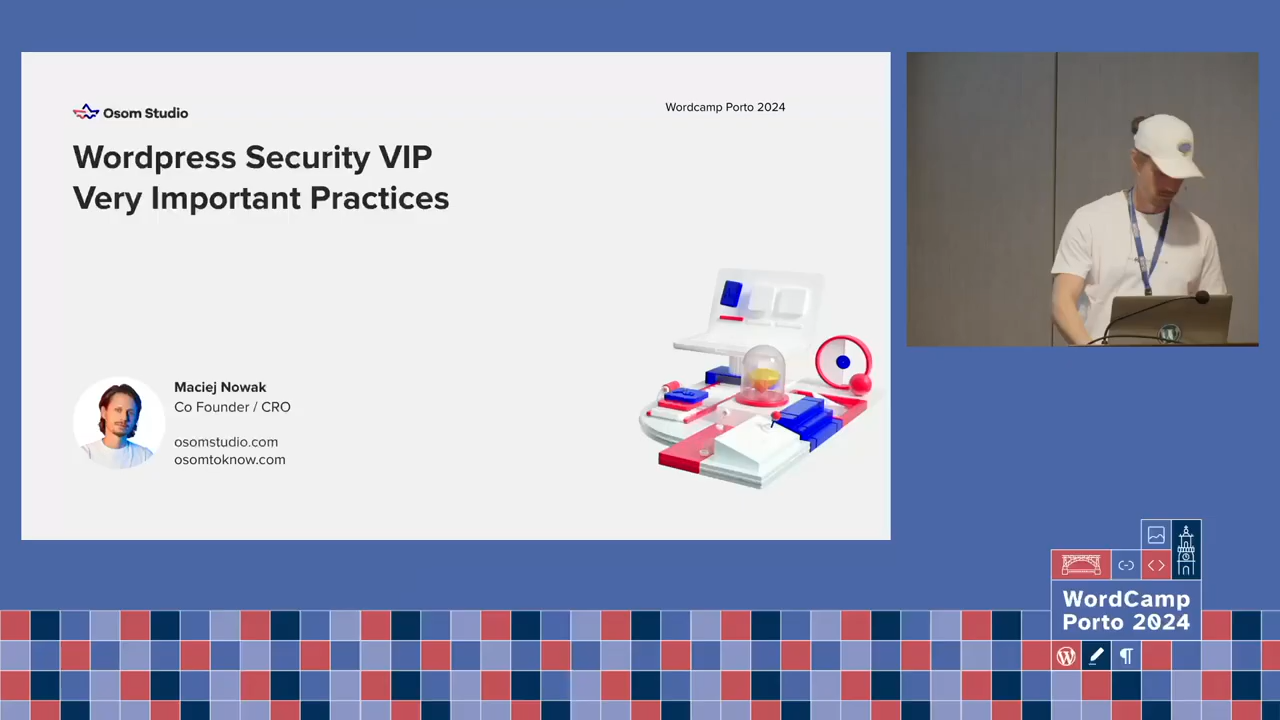 Osom Studio
Wordcamp Porto 2024
Wordpress Security VIP
Very Important Practices
Maciej Nowak
Co Founder / CRO
osomstudio.com
osomtoknow.com
WordCamp
Porto 2024